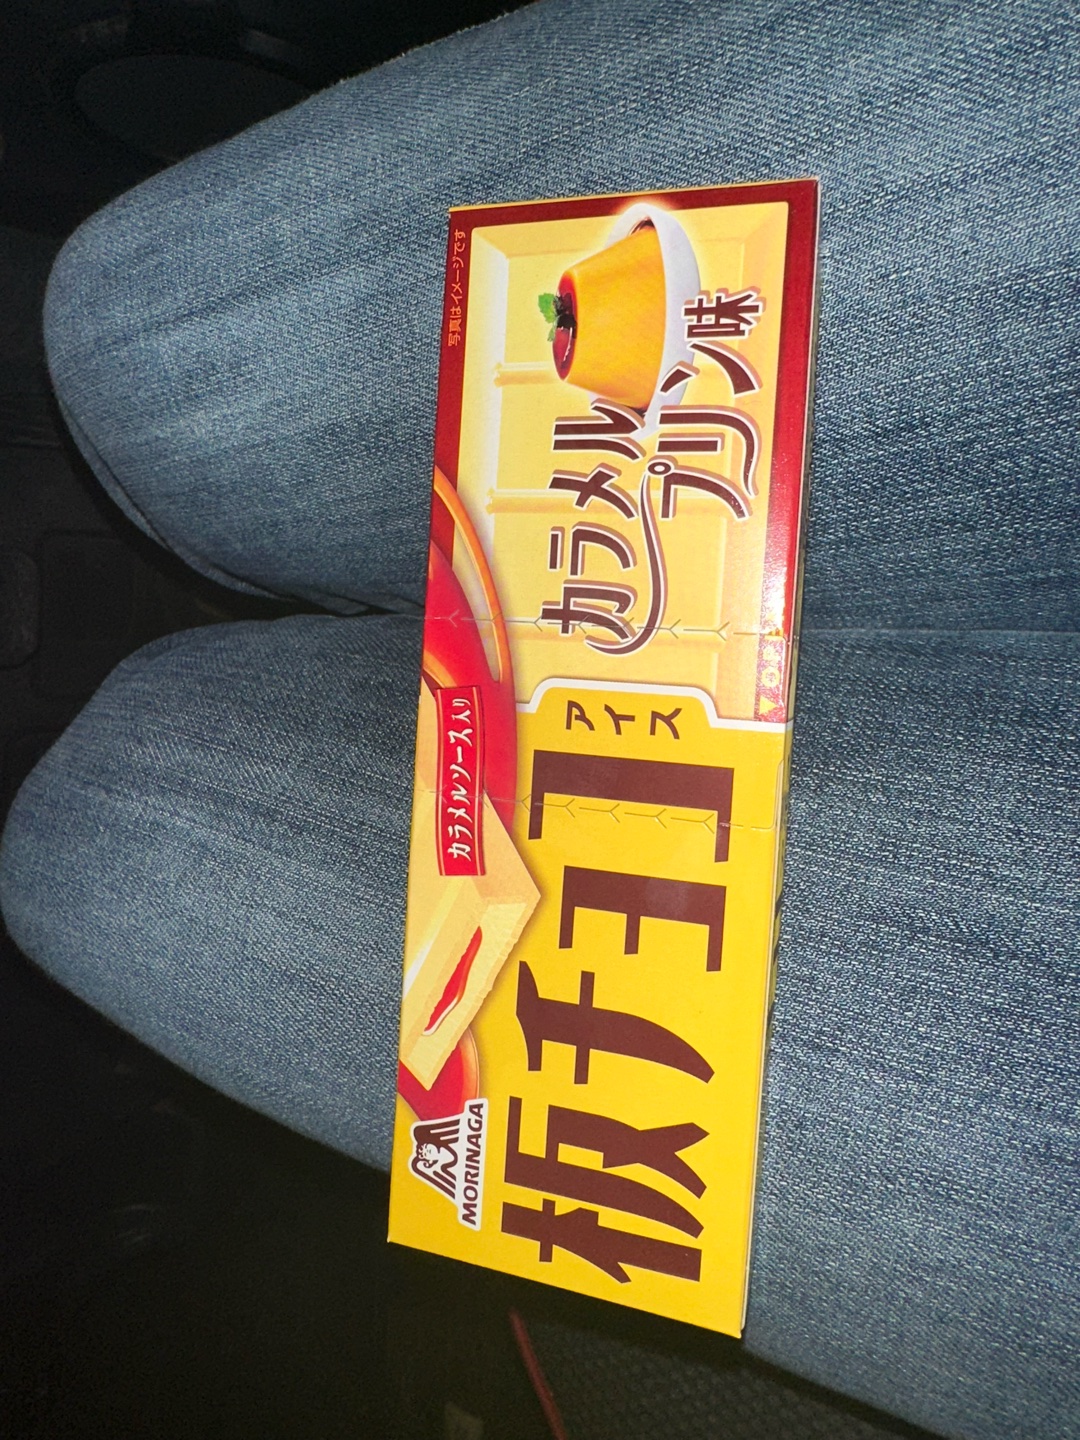 MORINAGA
板チョコ
アイス
カラメル
プリン味
カラメルソース入り
写真はイメージです